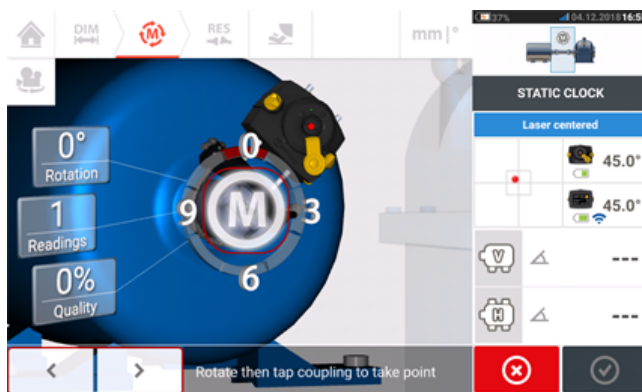 DIM
M
RES
mm|°
37%
04.12.2018 16:5
M
STATIC CLOCK
Laser centered
0°
Rotation
0
45.0°
1
Readings
9
M
3
45.0°
0%
Quality
6
V
---
H
---
Rotate then tap coupling to take point